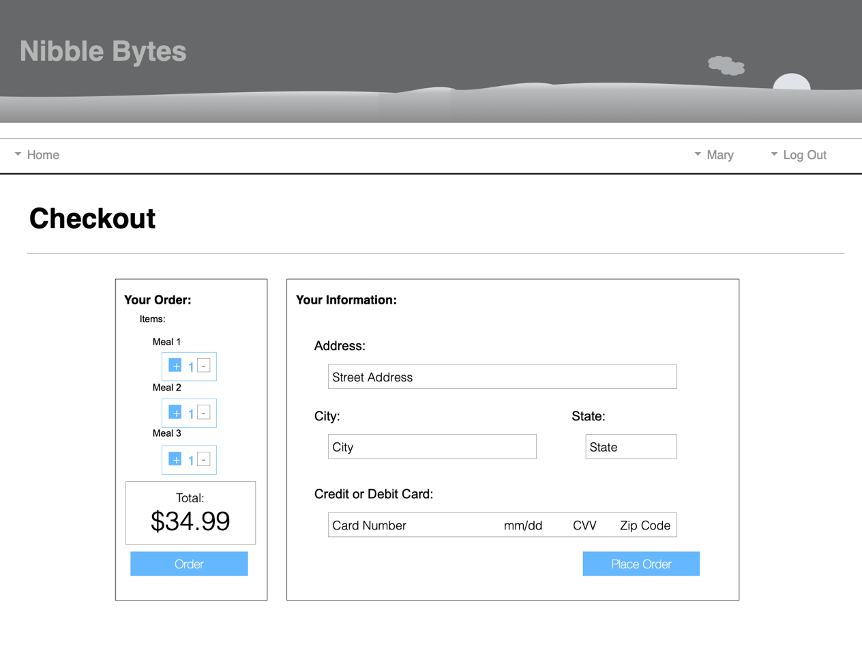 Nibble Bytes
Home
Mary
Log Out
Checkout
Your Order:
Items:
Meal 1
+ 1 -
Meal 2
+ 1 -
Meal 3
+ 1 -
Total:
$34.99
Order
Your Information:
Address:
Street Address
City: State:
City State
Credit or Debit Card:
Card Number mm/dd CVV Zip Code
Place Order